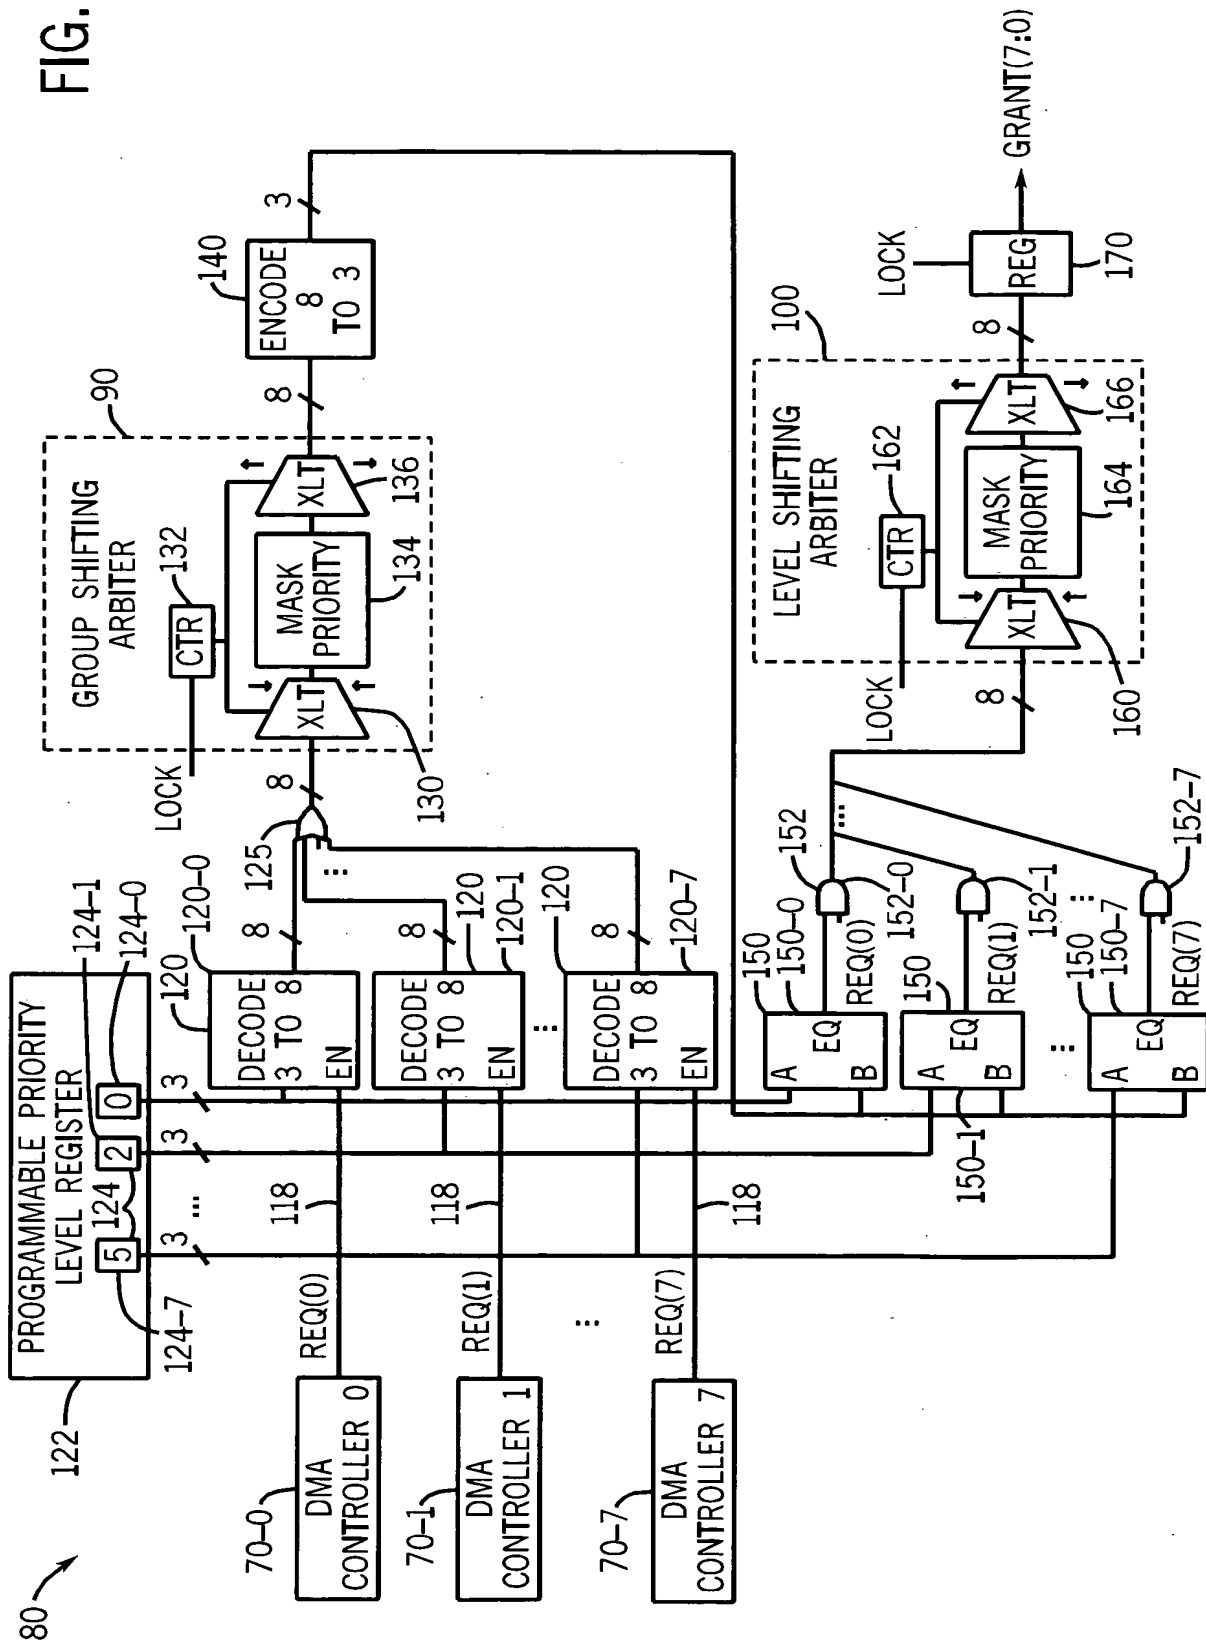 FIG.
80
122
PROGRAMMABLE PRIORITY
LEVEL REGISTER
5
2
0
124
124-7
124-1
124-0
3
3
3
...
70-0
DMA
CONTROLLER 0
REQ(0)
118
70-1
DMA
CONTROLLER 1
REQ(1)
118
...
70-7
DMA
CONTROLLER 7
REQ(7)
118
120
120-0
DECODE
3 TO 8
EN
8
DECODE
3 TO 8
EN
120
120-1
8
...
120
DECODE
3 TO 8
EN
120-7
8
125
...
8
LOCK
90
GROUP SHIFTING
ARBITER
132
CTR
XLT
130
MASK
PRIORITY
134
XLT
136
8
140
ENCODE
8
TO 3
3
150
150-0
A
EQ
B
REQ(0)
152
152-0
150
A
EQ
B
150-1
REQ(1)
152-1
...
...
150
150-7
A
EQ
B
REQ(7)
152-7
...
8
LOCK
100
LEVEL SHIFTING
ARBITER
162
CTR
XLT
160
MASK
PRIORITY
164
XLT
166
8
LOCK
REG
170
GRANT(7:0)